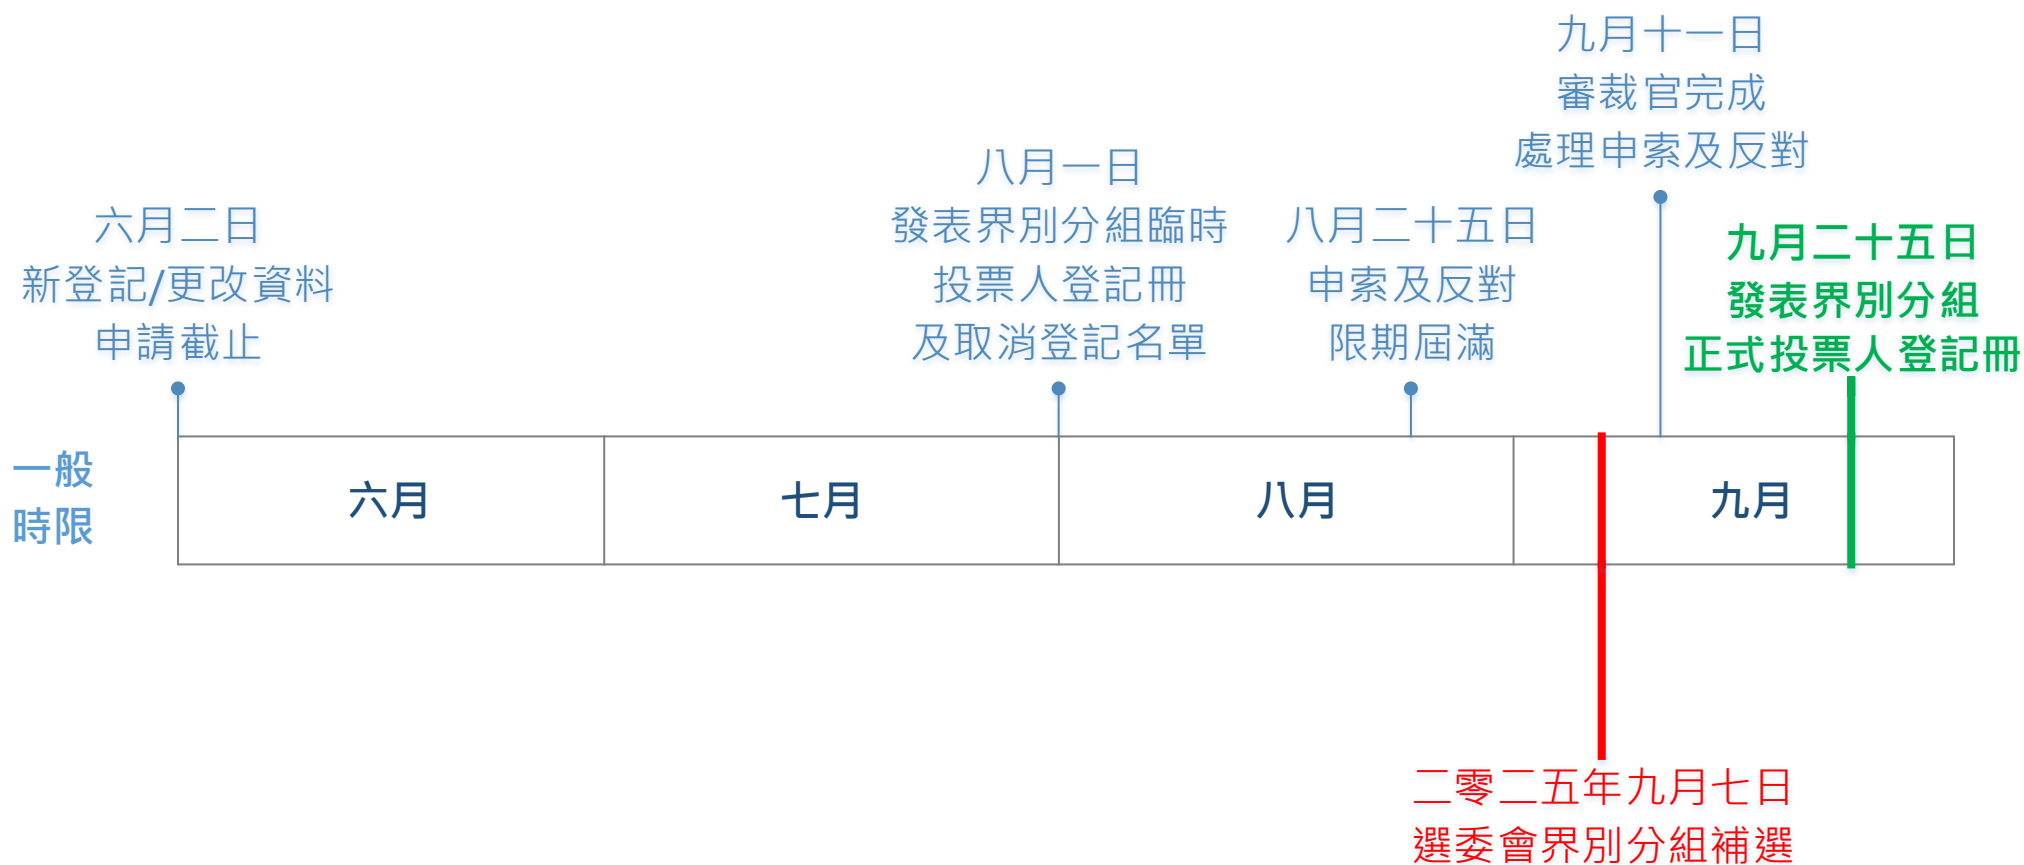 六月二日
新登記/更改資料
申請截止
八月一日
發表界別分組臨時
投票人登記冊
及取消登記名單
八月二十五日
申索及反對
限期屆滿
九月十一日
審裁官完成
處理申索及反對
九月二十五日
發表界別分組
正式投票人登記冊
一般
時限
六月
七月
八月
九月
二零二五年九月七日
選委會界別分組補選